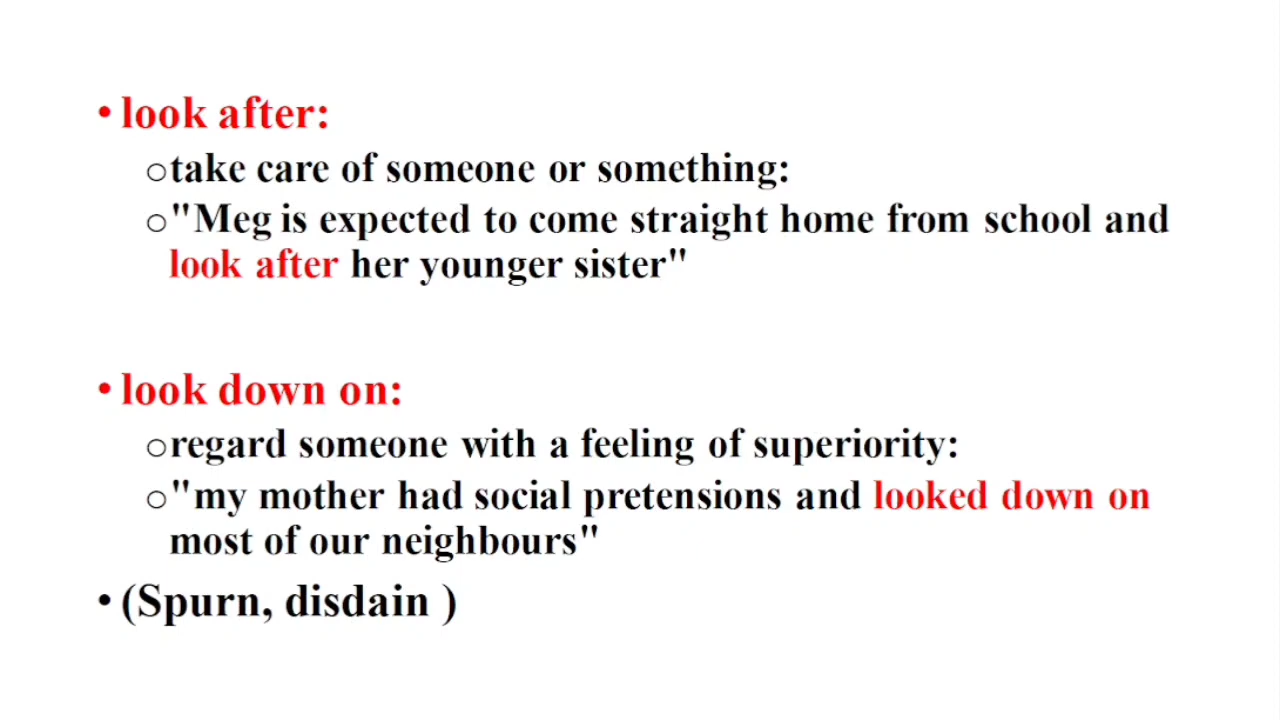 • look after:
o take care of someone or something:
o "Meg is expected to come straight home from school and
look after her younger sister"
• look down on:
o regard someone with a feeling of superiority:
o "my mother had social pretensions and looked down on
most of our neighbours"
• (Spurn, disdain )